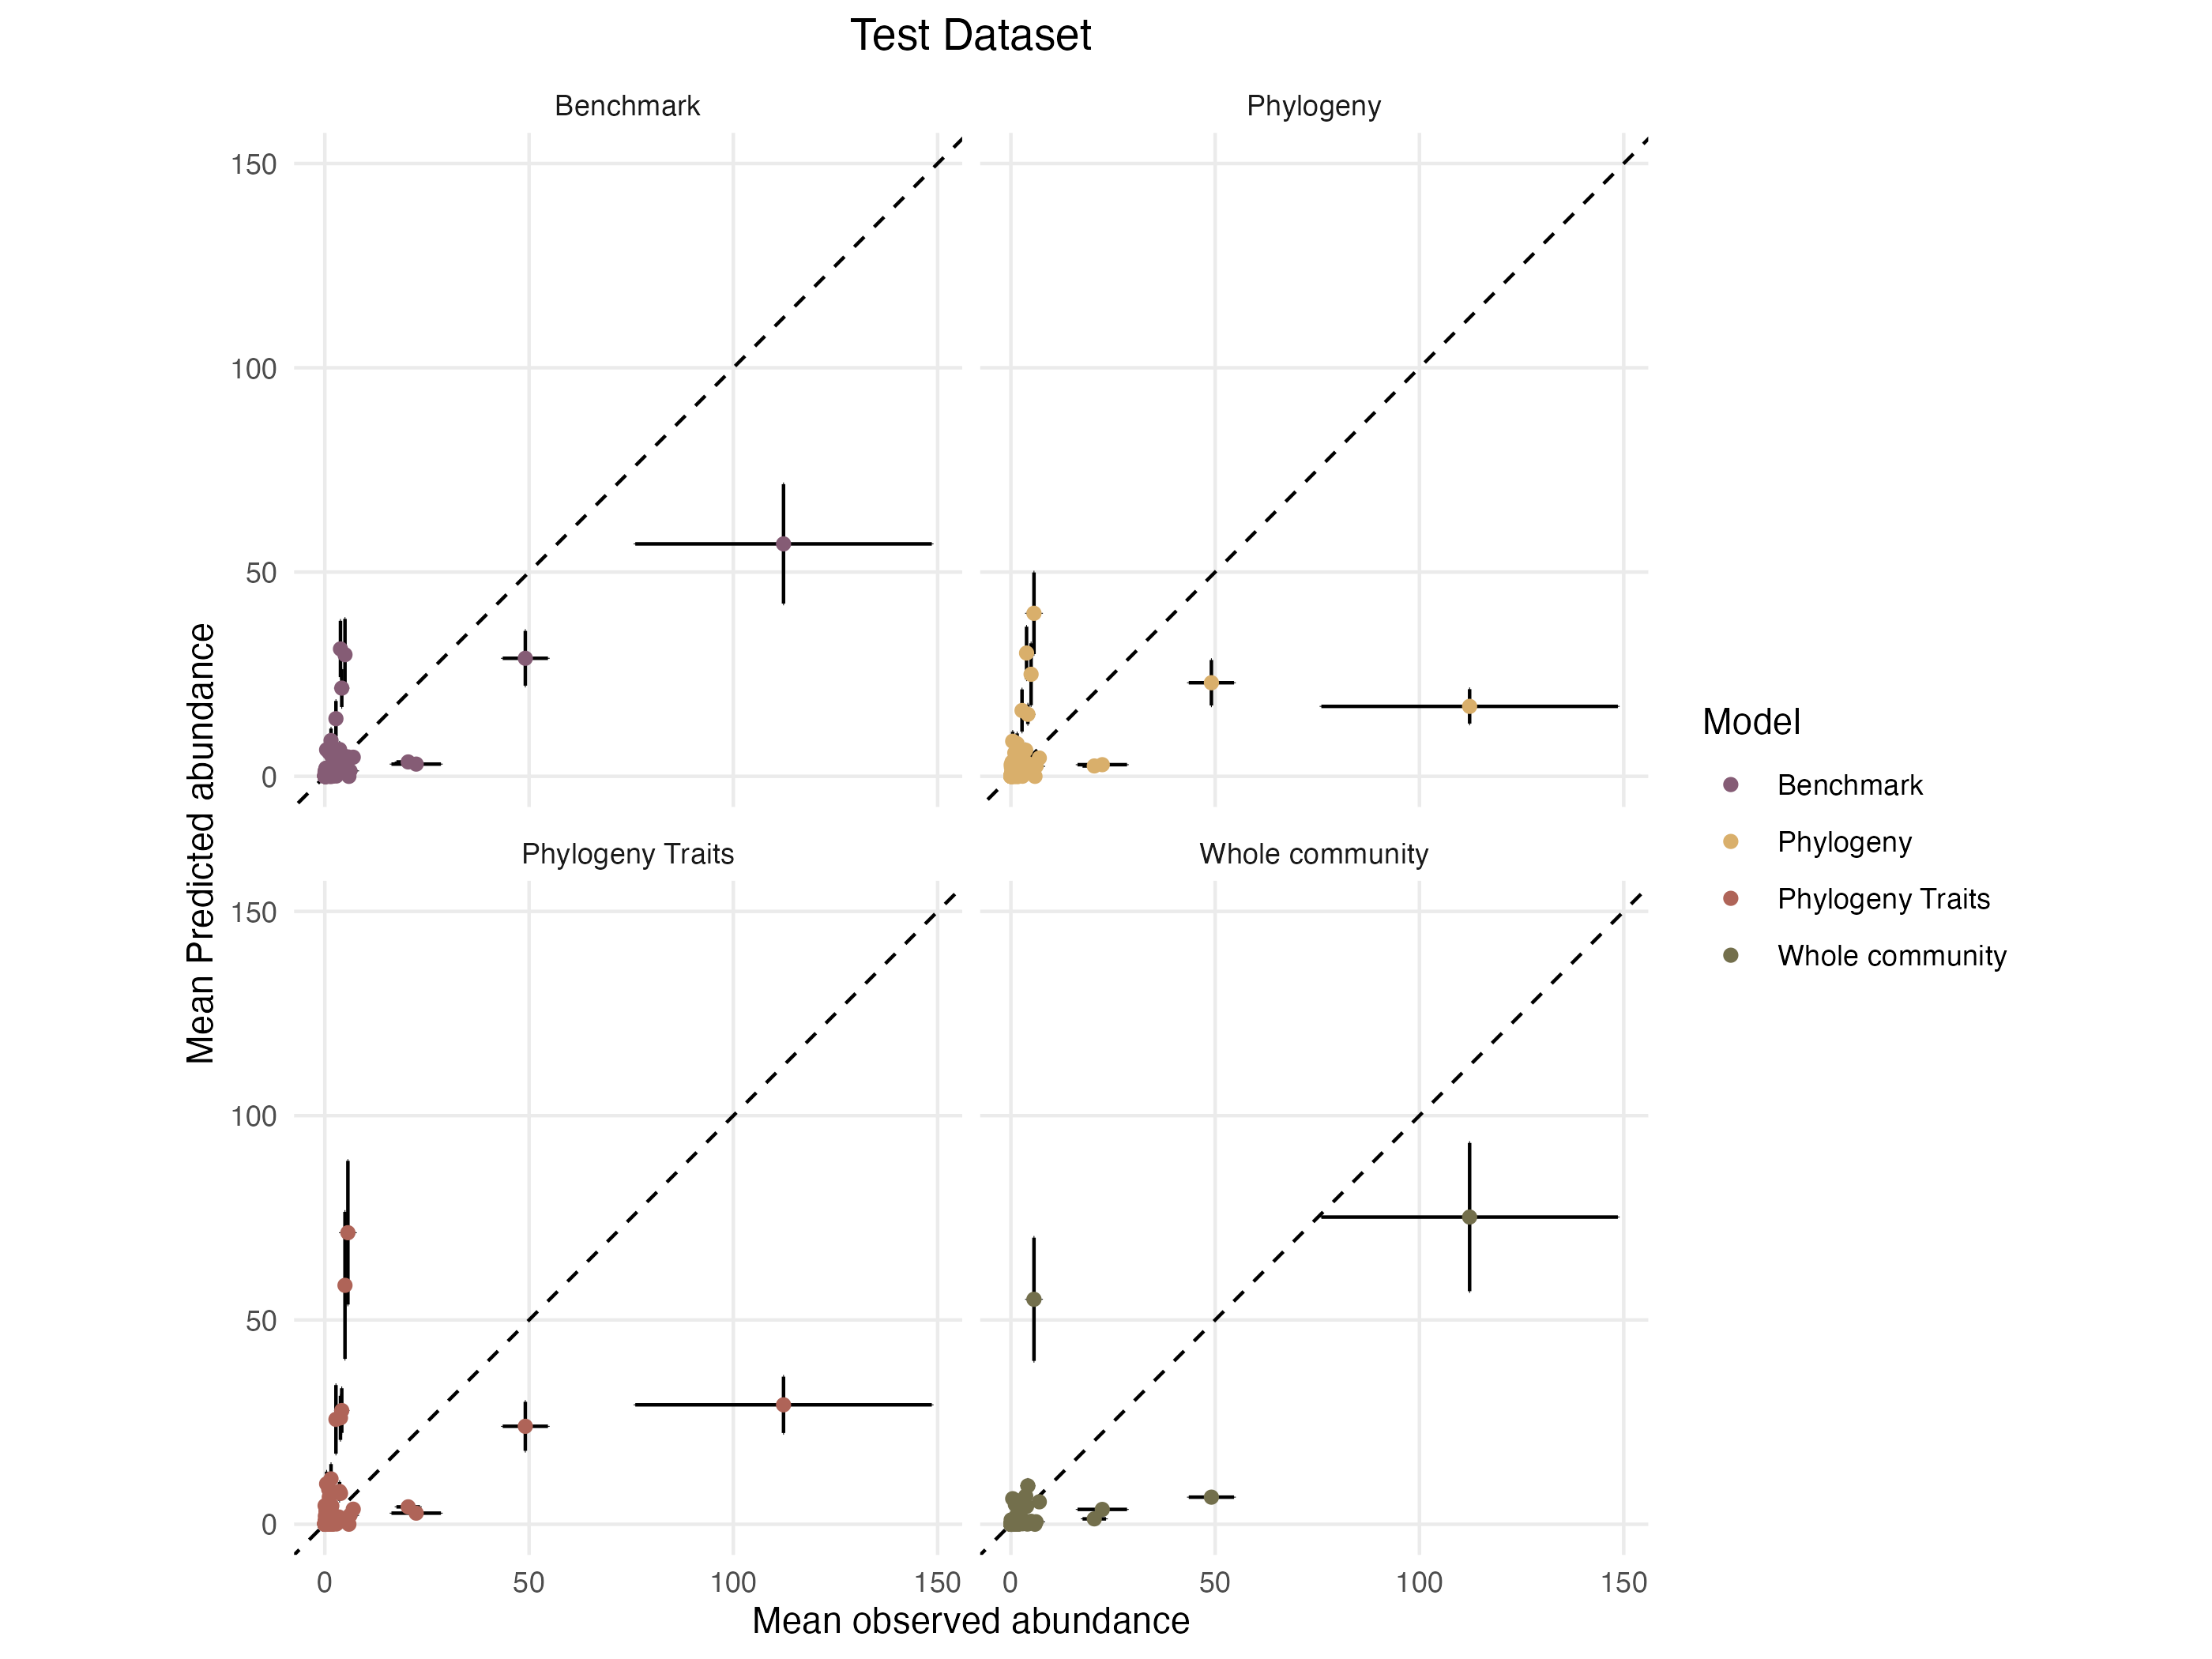 Test Dataset
Benchmark
Phylogeny
150
100
50
0
Phylogeny Traits
Whole community
150
100
50
0
0
50
100
150
0
50
100
150
Mean observed abundance
Mean Predicted abundance
Model
Benchmark
Phylogeny
Phylogeny Traits
Whole community